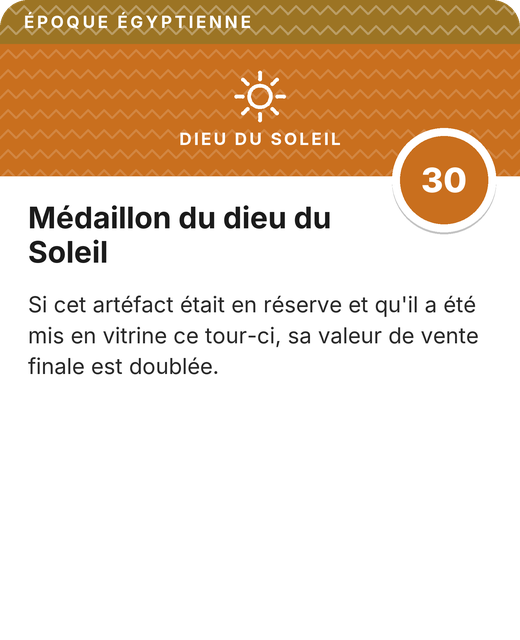 ÉPOQUE ÉGYPTIENNE
DIEU DU SOLEIL
30
Médaillon du dieu du
Soleil
Si cet artéfact était en réserve et qu'il a été
mis en vitrine ce tour-ci, sa valeur de vente
finale est doublée.